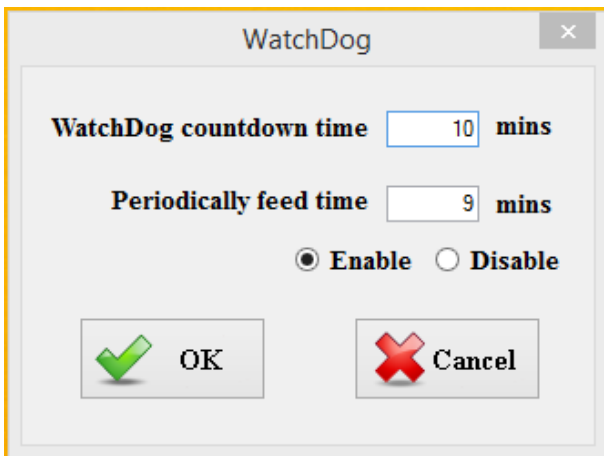 WatchDog
WatchDog countdown time 10 mins
Periodically feed time 9 mins
Enable Disable
OK Cancel